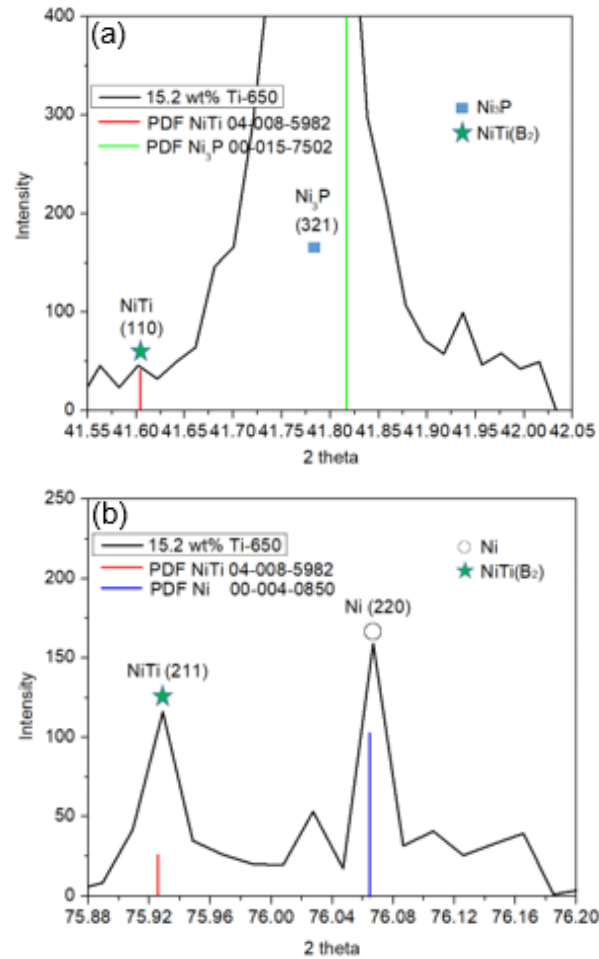 (a)
400
300
200
100
0
Intensity
15.2 wt% Ti-650
PDF NiTi 04-008-5982
PDF Ni₃P 00-015-7502
Ni₃P
NiTi(B₂)
Ni₃P
(321)
NiTi
(110)
41.55 41.60 41.65 41.70 41.75 41.80 41.85 41.90 41.95 42.00 42.05
2 theta
(b)
250
200
150
100
50
0
Intensity
15.2 wt% Ti-650
PDF NiTi 04-008-5982
PDF Ni 00-004-0850
Ni
NiTi(B₂)
Ni (220)
NiTi (211)
75.88 75.92 75.96 76.00 76.04 76.08 76.12 76.16 76.20
2 theta